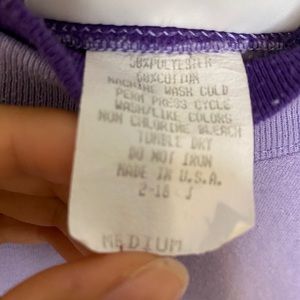 50%POLYESTER
50%COTTON
MACHINE WASH COLD
PERM PRESS CYCLE
WASH/LIKE COLORS
NON CHLORINE BLEACH
TUMBLE DRY
DO NOT IRON
MADE IN U.S.A.
2-18 J
MEDIUM